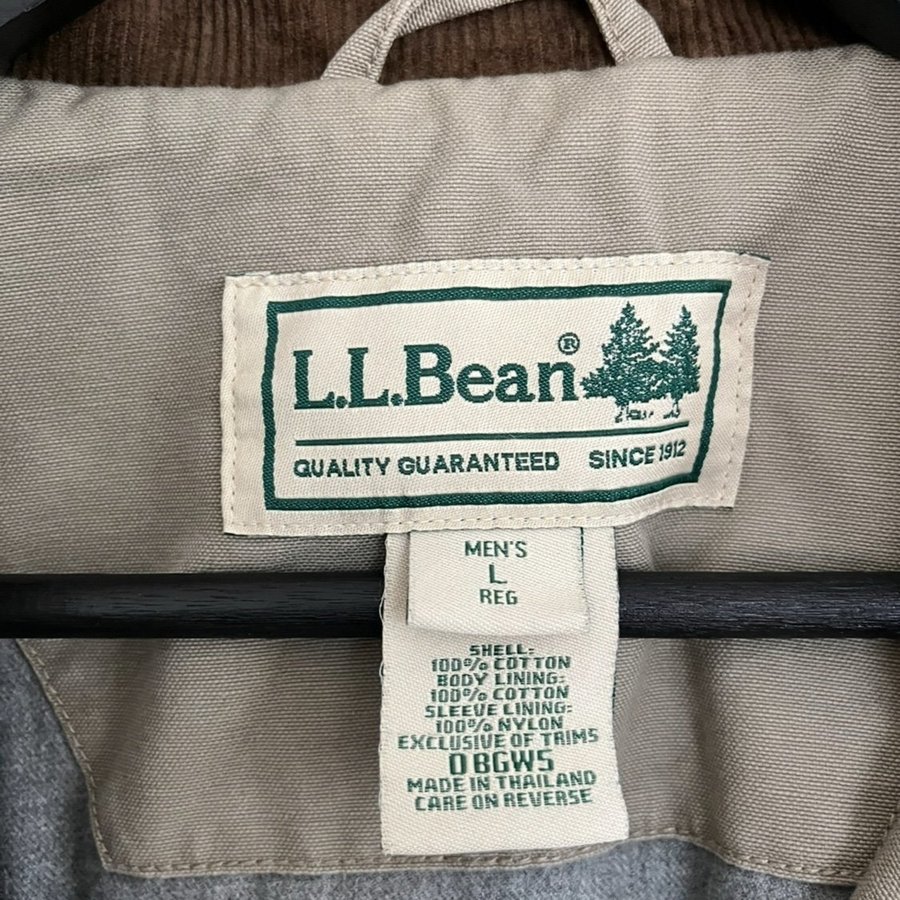 L.L.Bean®
QUALITY GUARANTEED SINCE 1912
MEN'S
L
REG
SHELL:
100% COTTON
BODY LINING:
100% COTTON
SLEEVE LINING:
100% NYLON
EXCLUSIVE OF TRIMS
0BGW5
MADE IN THAILAND
CARE ON REVERSE